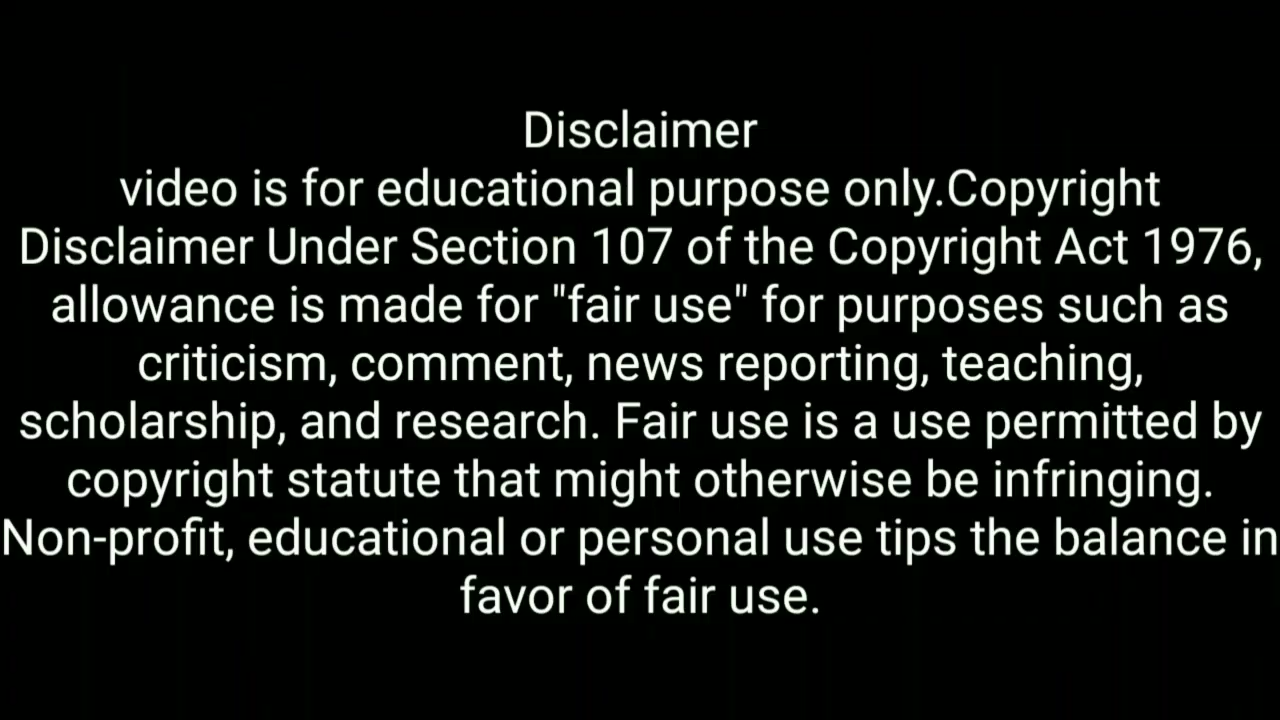 Disclaimer
video is for educational purpose only.Copyright
Disclaimer Under Section 107 of the Copyright Act 1976,
allowance is made for "fair use" for purposes such as
criticism, comment, news reporting, teaching,
scholarship, and research. Fair use is a use permitted by
copyright statute that might otherwise be infringing.
Non-profit, educational or personal use tips the balance in
favor of fair use.